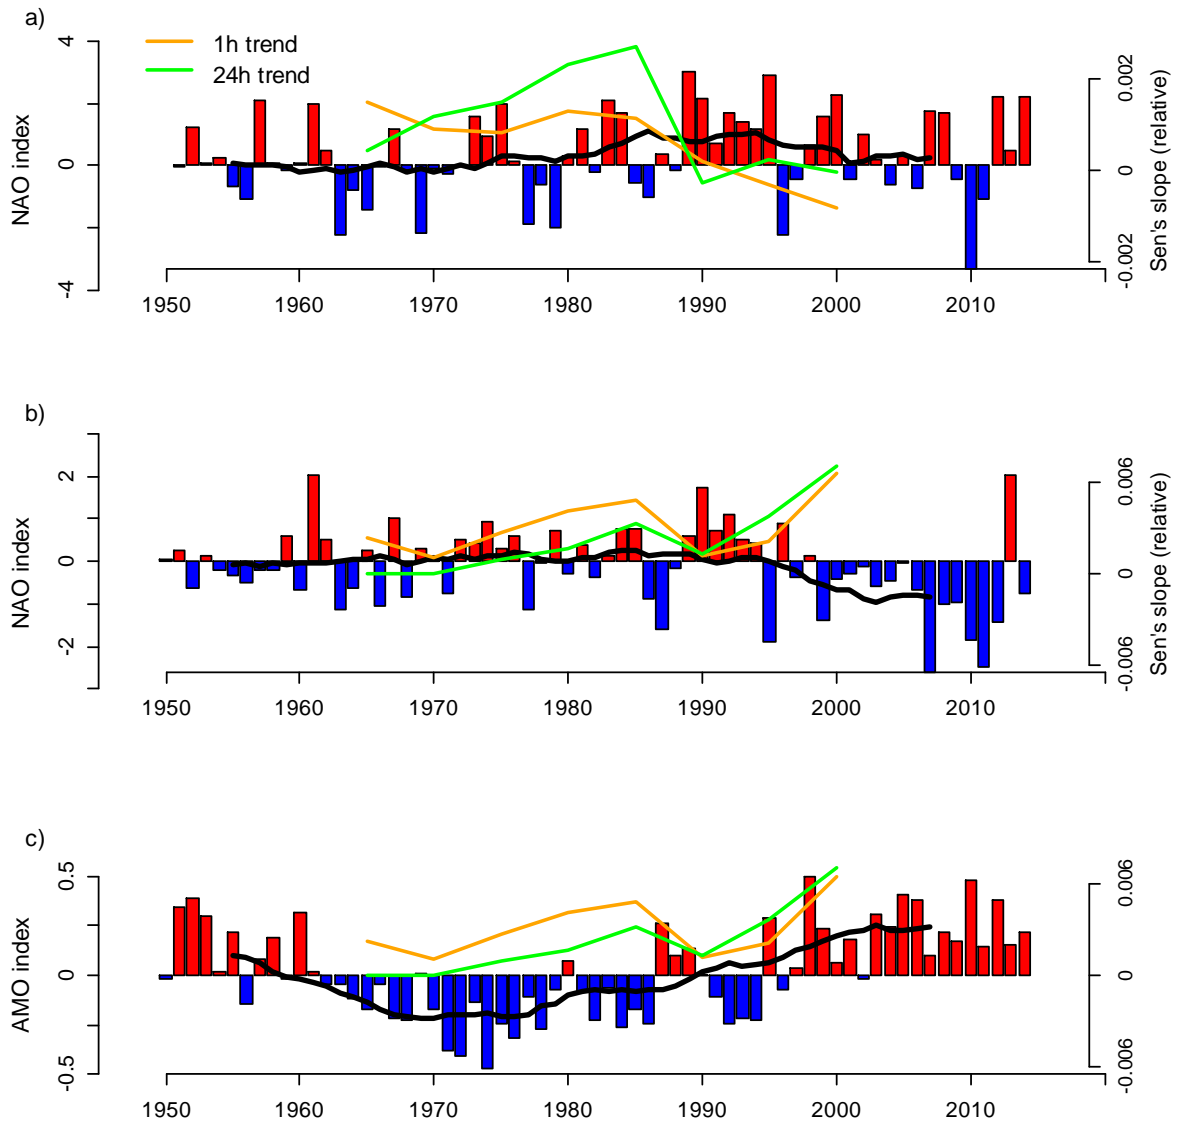 a)
1h trend
24h trend
NAO index
4
0
-4
Sen's slope (relative)
0.002
0
-0.002
1950 1960 1970 1980 1990 2000 2010
b)
NAO index
2
0
-2
Sen's slope (relative)
0.006
0
-0.006
1950 1960 1970 1980 1990 2000 2010
c)
AMO index
0.5
0
-0.5
0.006
0
-0.006
1950 1960 1970 1980 1990 2000 2010